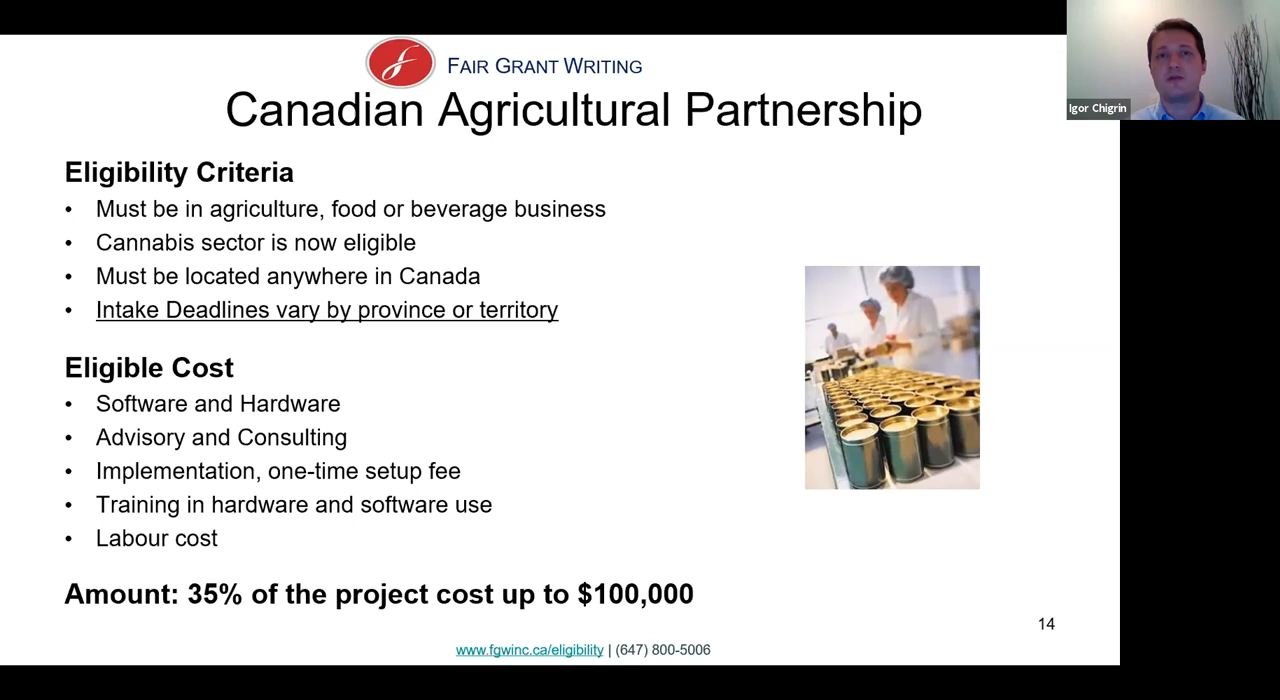 FAIR GRANT WRITING
Canadian Agricultural Partnership
Igor Chigrin
Eligibility Criteria
• Must be in agriculture, food or beverage business
• Cannabis sector is now eligible
• Must be located anywhere in Canada
• Intake Deadlines vary by province or territory
Eligible Cost
• Software and Hardware
• Advisory and Consulting
• Implementation, one-time setup fee
• Training in hardware and software use
• Labour cost
Amount: 35% of the project cost up to $100,000
14
www.fgwinc.ca/eligibility | (647) 800-5006